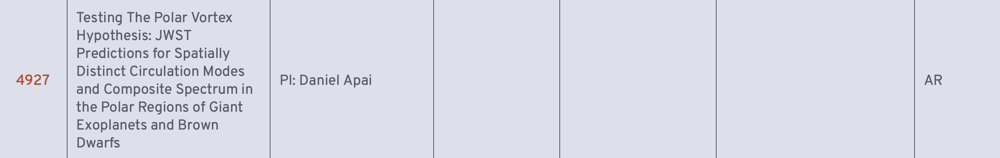 4927
Testing The Polar Vortex
Hypothesis: JWST
Predictions for Spatially
Distinct Circulation Modes
and Composite Spectrum in
the Polar Regions of Giant
Exoplanets and Brown
Dwarfs
PI: Daniel Apai
AR